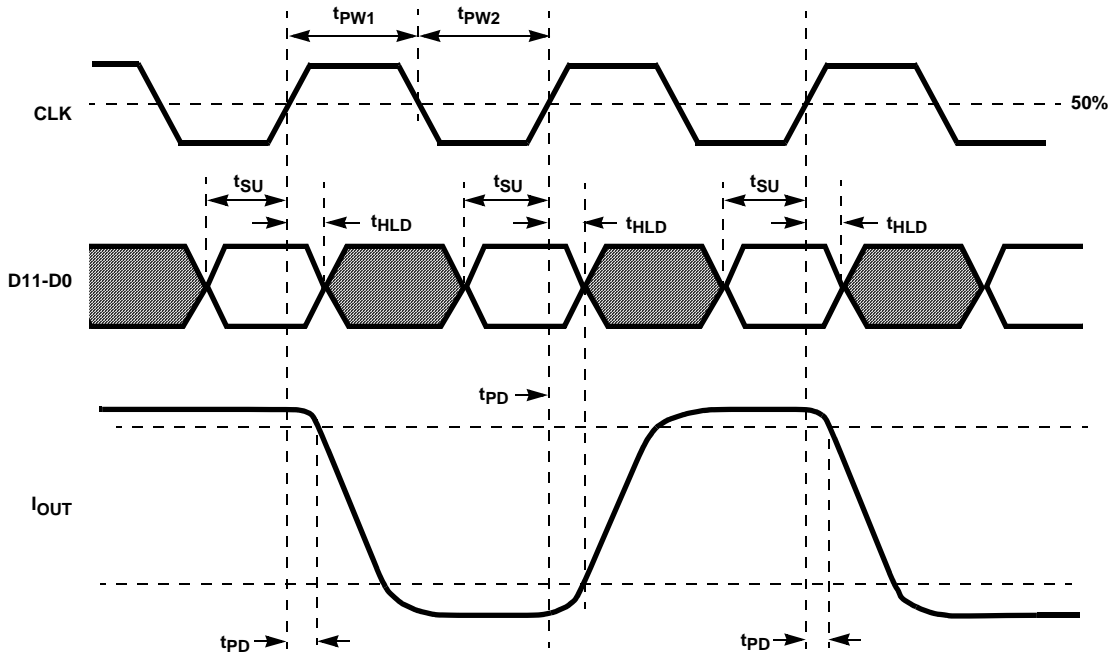 tPW1
tPW2
CLK
50%
tSU
tSU
tSU
tHLD
tHLD
tHLD
D11-D0
tPD
IOUT
tPD
tPD